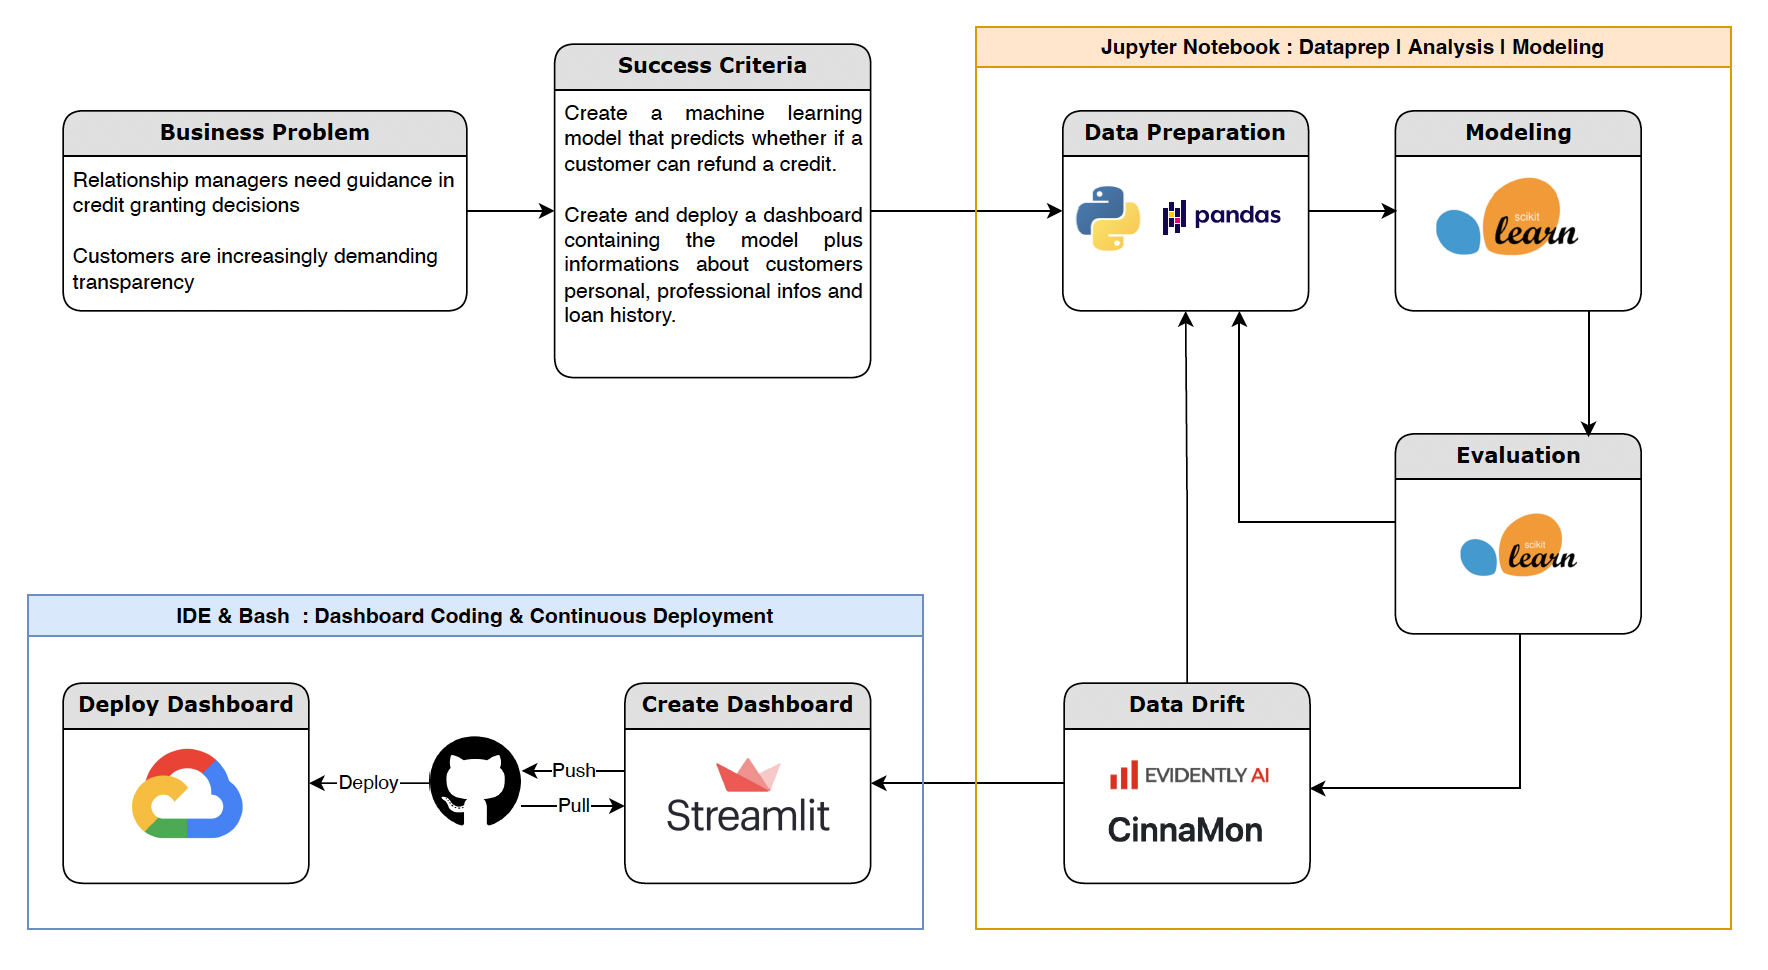 Business Problem
Relationship managers need guidance in
credit granting decisions
Customers are increasingly demanding
transparency
Success Criteria
Create a machine learning
model that predicts whether if a
customer can refund a credit.
Create and deploy a dashboard
containing the model plus
informations about customers
personal, professional infos and
loan history.
Jupyter Notebook : Dataprep | Analysis | Modeling
Data Preparation
pandas
Modeling
scikit
learn
Evaluation
scikit
learn
Data Drift
EVIDENTLY AI
CinnaMon
IDE & Bash  : Dashboard Coding & Continuous Deployment
Create Dashboard
Streamlit
Push
Pull
Deploy
Deploy Dashboard